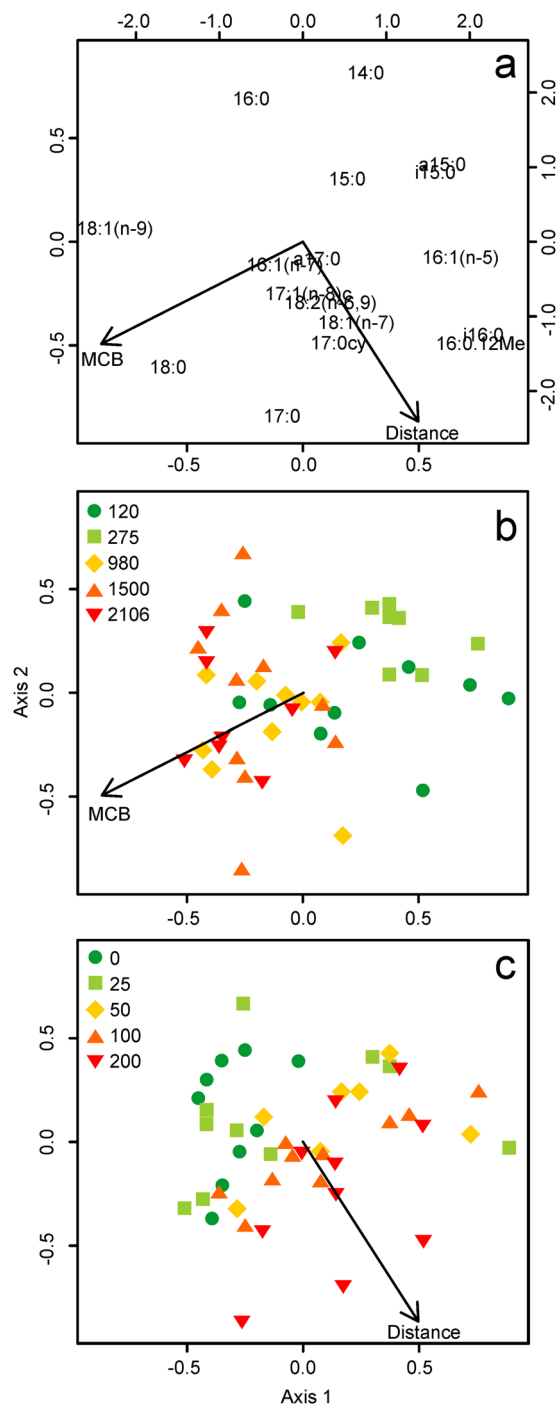 -2.0 -1.0 0.0 1.0 2.0
a
14:0
16:0
2.0
0.5
a15:0
i15:0
15:0
1.0
18:1(n-9)
0.0
0.0
a17:0
16:1(n-7)
16:1(n-5)
17:1(n-8)c
18:2(n-6,9)
18:1(n-7)
-1.0
i16:0
17:0cy
16:0.12Me
-0.5
MCB
18:0
-2.0
17:0
Distance
-0.5 0.0 0.5
b
120
275
980
1500
2106
0.5
0.0
-0.5
Axis 2
MCB
-0.5 0.0 0.5
c
0
25
50
100
200
0.5
0.0
-0.5
Distance
-0.5 0.0 0.5
Axis 1